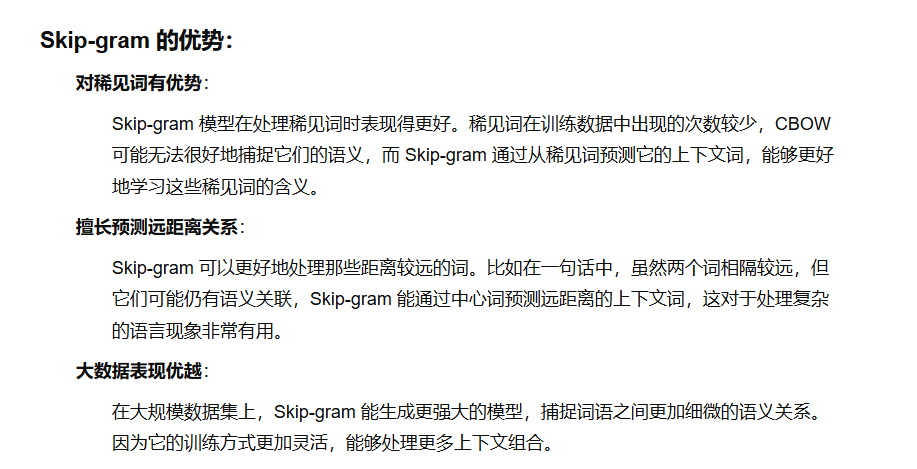 Skip-gram 的优势：
对稀见词有优势：
Skip-gram 模型在处理稀见词时表现得更好。稀见词在训练数据中出现的次数较少，CBOW
可能无法很好地捕捉它们的语义，而 Skip-gram 通过从稀见词预测它的上下文词，能够更好
地学习这些稀见词的含义。
擅长预测远距离关系：
Skip-gram 可以更好地处理那些距离较远的词。比如在一句话中，虽然两个词相隔较远，但
它们可能仍有语义关联，Skip-gram 能通过中心词预测远距离的上下文词，这对于处理复杂
的语言现象非常有用。
大数据表现优越：
在大规模数据集上，Skip-gram 能生成更强大的模型，捕捉词语之间更加细微的语义关系。
因为它的训练方式更加灵活，能够处理更多上下文组合。